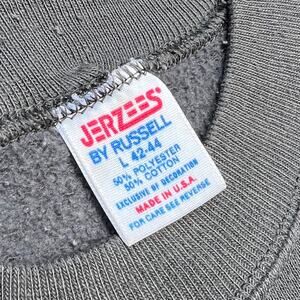 JERZEES
BY RUSSELL
L 42-44
50% POLYESTER
50% COTTON
EXCLUSIVE OF DECORATION
MADE IN U.S.A.
FOR CARE SEE REVERSE